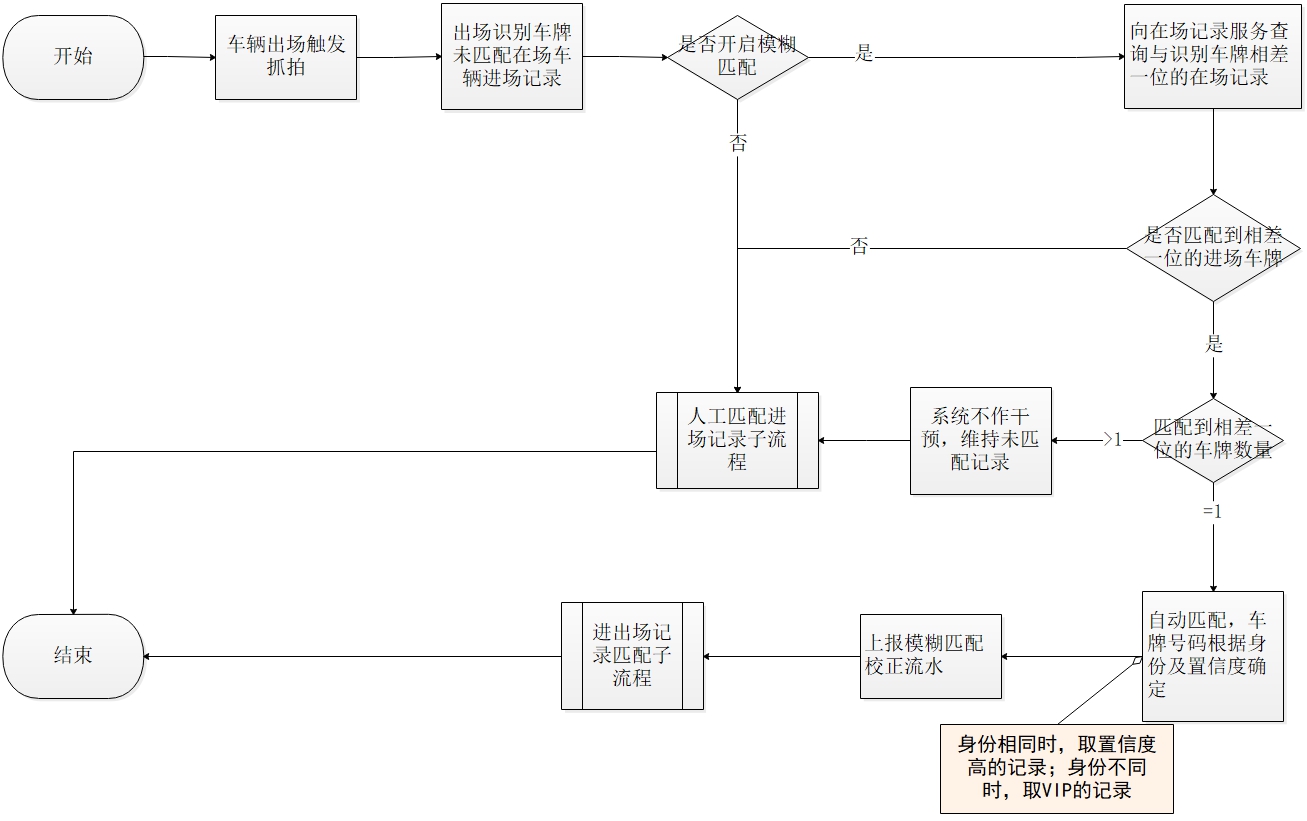 开始
车辆出场触发
抓拍
出场识别车牌
未匹配在场车
辆进场记录
是否开启模糊
匹配
是
向在场记录服务查
询与识别车牌相差
一位的在场记录
否
否
是否匹配到相差
一位的进场车牌
是
人工匹配进
场记录子流
程
系统不作干
预，维持未匹
配记录
>1
匹配到相差一
位的车牌数量
=1
结束
进出场记
录匹配子
流程
上报模糊匹配
校正流水
自动匹配，车
牌号码根据身
份及置信度确
定
身份相同时，取置信度
高的记录；身份不同
时，取VIP的记录